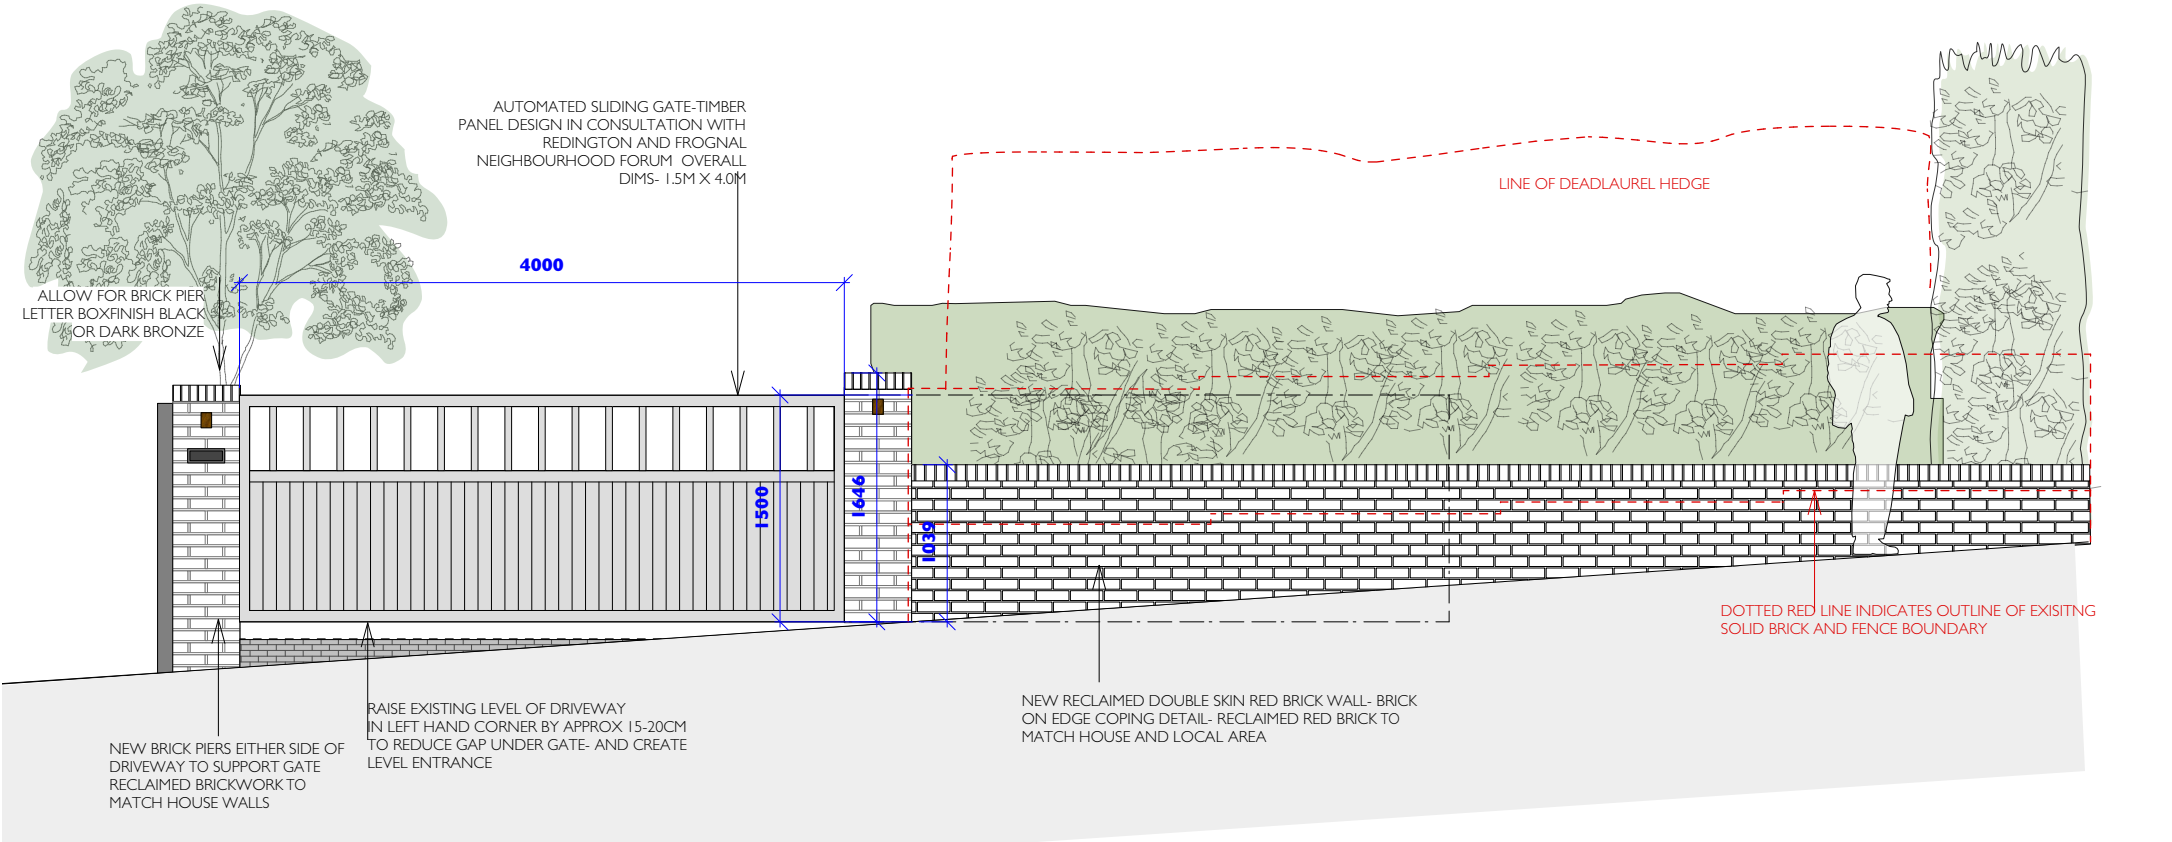 AUTOMATED SLIDING GATE-TIMBER
PANEL DESIGN IN CONSULTATION WITH
REDINGTON AND FROGNAL
NEIGHBOURHOOD FORUM OVERALL
DIMS- 1.5M X 4.0M
LINE OF DEADLAUREL HEDGE
4000
ALLOW FOR BRICK PIER
LETTER BOXFINISH BLACK
OR DARK BRONZE
1500
1646
1039
DOTTED RED LINE INDICATES OUTLINE OF EXISITNG
SOLID BRICK AND FENCE BOUNDARY
NEW RECLAIMED DOUBLE SKIN RED BRICK WALL- BRICK
ON EDGE COPING DETAIL- RECLAIMED RED BRICK TO
MATCH HOUSE AND LOCAL AREA
RAISE EXISTING LEVEL OF DRIVEWAY
IN LEFT HAND CORNER BY APPROX 15-20CM
TO REDUCE GAP UNDER GATE- AND CREATE
LEVEL ENTRANCE
NEW BRICK PIERS EITHER SIDE OF
DRIVEWAY TO SUPPORT GATE
RECLAIMED BRICKWORK TO
MATCH HOUSE WALLS